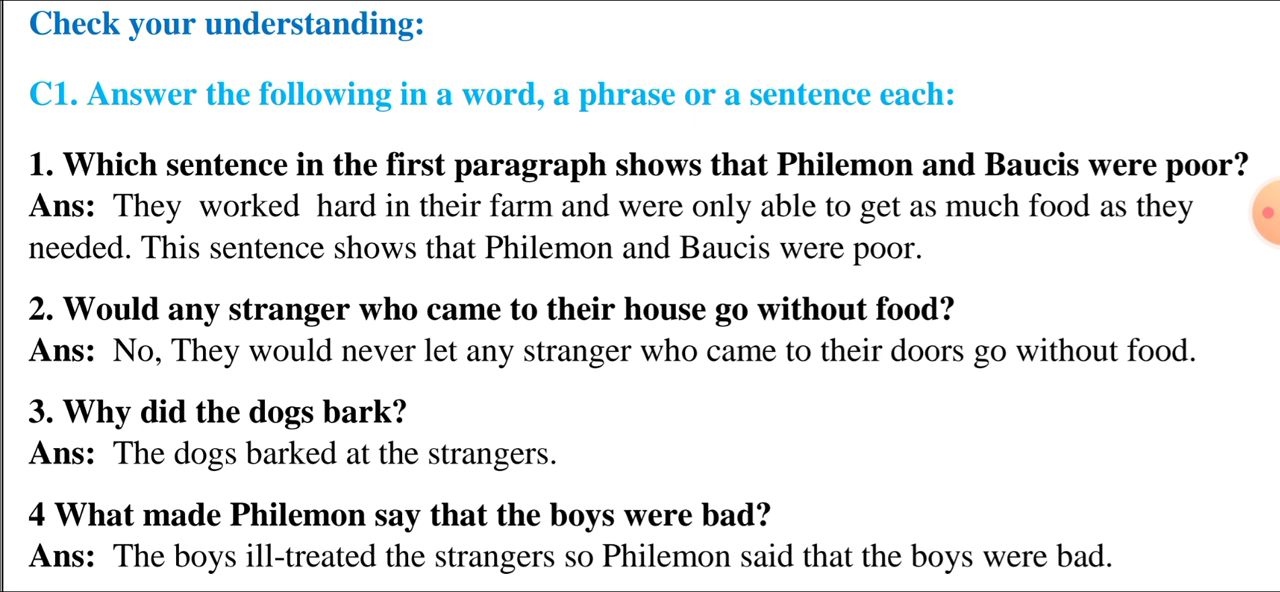 Check your understanding:
C1. Answer the following in a word, a phrase or a sentence each:
1. Which sentence in the first paragraph shows that Philemon and Baucis were poor?
Ans: They worked hard in their farm and were only able to get as much food as they
needed. This sentence shows that Philemon and Baucis were poor.
2. Would any stranger who came to their house go without food?
Ans: No, They would never let any stranger who came to their doors go without food.
3. Why did the dogs bark?
Ans: The dogs barked at the strangers.
4 What made Philemon say that the boys were bad?
Ans: The boys ill-treated the strangers so Philemon said that the boys were bad.